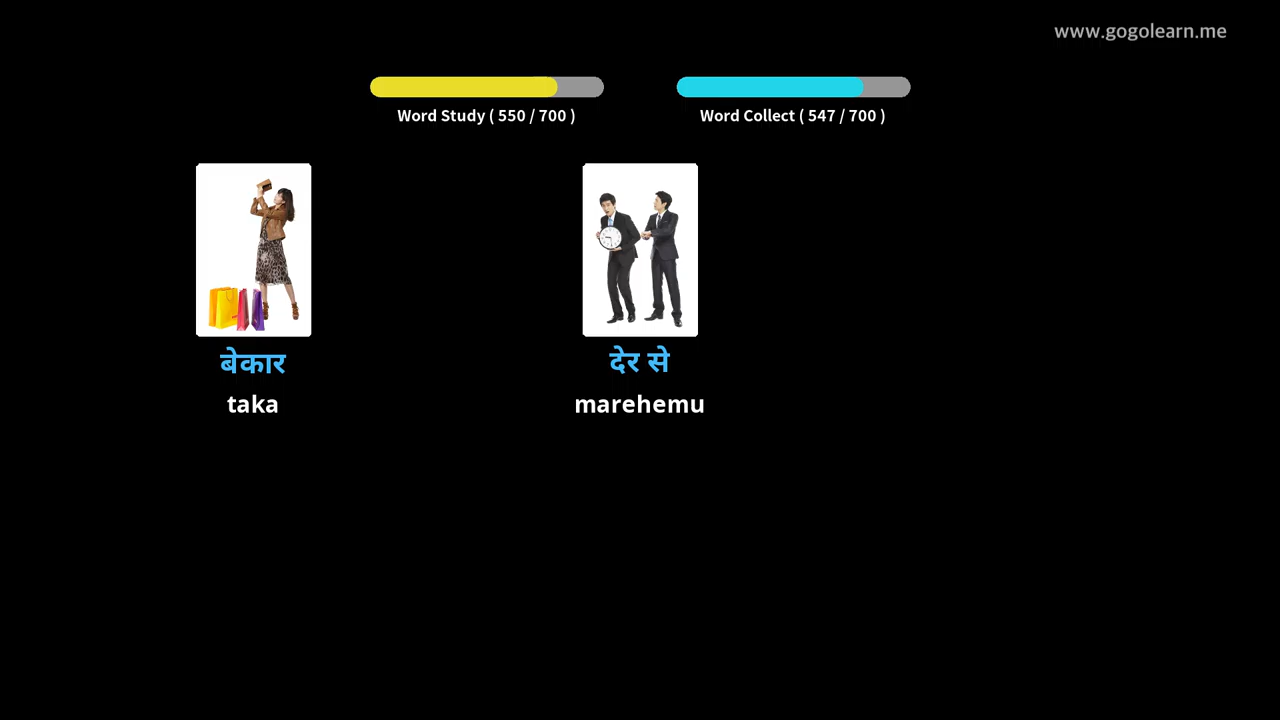 www.gogolearn.me
Word Study ( 550 / 700 )
Word Collect ( 547 / 700 )
बेकार
देर से
taka
marehemu